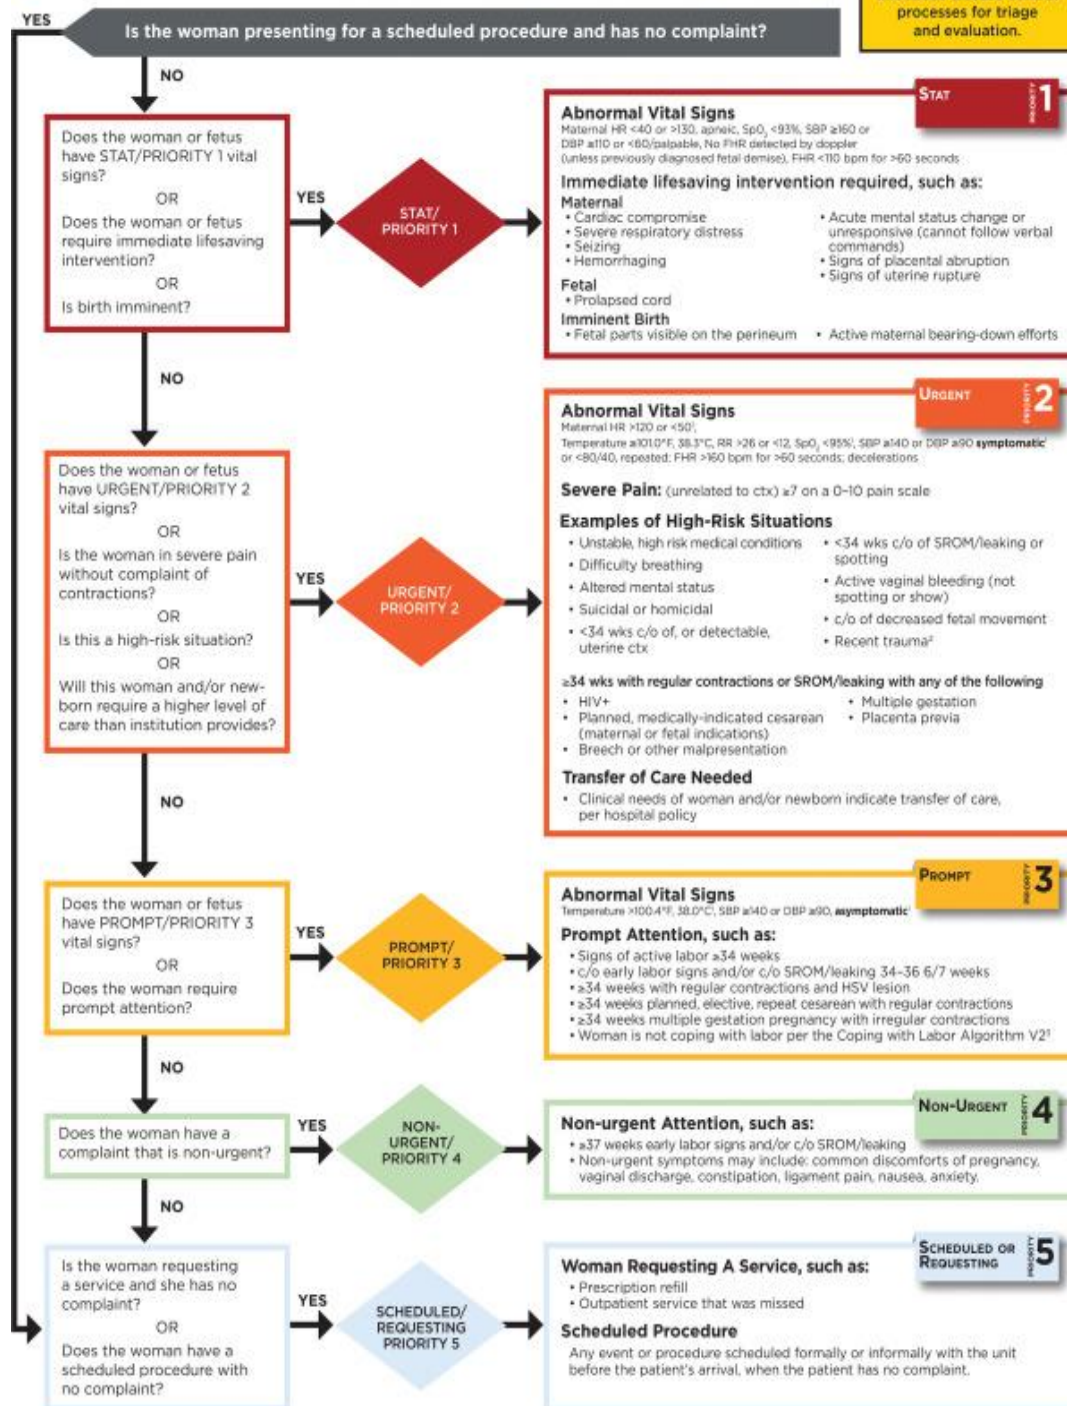 processes for triage
and evaluation.
YES
Is the woman presenting for a scheduled procedure and has no complaint?
NO
Does the woman or fetus
have STAT/PRIORITY 1 vital
signs?
OR
Does the woman or fetus
require immediate lifesaving
intervention?
OR
Is birth imminent?
YES
STAT/
PRIORITY 1
STAT
PRIORITY 1
Abnormal Vital Signs
Maternal HR <40 or >130, apneic, SpO₂ <93%, SBP ≥160 or
DBP ≥110 or <60/palpable, No FHR detected by doppler
(unless previously diagnosed fetal demise), FHR <110 bpm for >60 seconds
Immediate lifesaving intervention required, such as:
Maternal
• Cardiac compromise
• Severe respiratory distress
• Seizing
• Hemorrhaging
• Acute mental status change or
unresponsive (cannot follow verbal
commands)
• Signs of placental abruption
• Signs of uterine rupture
Fetal
• Prolapsed cord
Imminent Birth
• Fetal parts visible on the perineum
• Active maternal bearing-down efforts
NO
Does the woman or fetus
have URGENT/PRIORITY 2
vital signs?
OR
Is the woman in severe pain
without complaint of
contractions?
OR
Is this a high-risk situation?
OR
Will this woman and/or new-
born require a higher level of
care than institution provides?
YES
URGENT/
PRIORITY 2
URGENT
PRIORITY 2
Abnormal Vital Signs
Maternal HR >120 or <50¹,
Temperature ≥101.0°F, 38.3°C, RR >26 or <12, SpO₂ <95%¹, SBP ≥140 or DBP ≥90 symptomatic¹
or <80/40, repeated; FHR >160 bpm for >60 seconds; decelerations
Severe Pain: (unrelated to ctx) ≥7 on a 0–10 pain scale
Examples of High-Risk Situations
• Unstable, high risk medical conditions
• Difficulty breathing
• Altered mental status
• Suicidal or homicidal
• <34 wks c/o of, or detectable,
uterine ctx
• <34 wks c/o of SROM/leaking or
spotting
• Active vaginal bleeding (not
spotting or show)
• c/o of decreased fetal movement
• Recent trauma²
≥34 wks with regular contractions or SROM/leaking with any of the following
• HIV+
• Planned, medically-indicated cesarean
(maternal or fetal indications)
• Breech or other malpresentation
• Multiple gestation
• Placenta previa
Transfer of Care Needed
• Clinical needs of woman and/or newborn indicate transfer of care,
per hospital policy
NO
Does the woman or fetus
have PROMPT/PRIORITY 3
vital signs?
OR
Does the woman require
prompt attention?
YES
PROMPT/
PRIORITY 3
PROMPT
PRIORITY 3
Abnormal Vital Signs
Temperature >100.4°F, 38.0°C¹, SBP ≥140 or DBP ≥90, asymptomatic¹
Prompt Attention, such as:
• Signs of active labor ≥34 weeks
• c/o early labor signs and/or c/o SROM/leaking 34–36 6/7 weeks
• ≥34 weeks with regular contractions and HSV lesion
• ≥34 weeks planned, elective, repeat cesarean with regular contractions
• ≥34 weeks multiple gestation pregnancy with irregular contractions
• Woman is not coping with labor per the Coping with Labor Algorithm V2³
NO
Does the woman have a
complaint that is non-urgent?
YES
NON-
URGENT/
PRIORITY 4
NON-URGENT
PRIORITY 4
Non-urgent Attention, such as:
• ≥37 weeks early labor signs and/or c/o SROM/leaking
• Non-urgent symptoms may include: common discomforts of pregnancy,
vaginal discharge, constipation, ligament pain, nausea, anxiety.
NO
Is the woman requesting
a service and she has no
complaint?
OR
Does the woman have a
scheduled procedure with
no complaint?
YES
SCHEDULED/
REQUESTING
PRIORITY 5
SCHEDULED OR
REQUESTING
PRIORITY 5
Woman Requesting A Service, such as:
• Prescription refill
• Outpatient service that was missed
Scheduled Procedure
Any event or procedure scheduled formally or informally with the unit
before the patient's arrival, when the patient has no complaint.